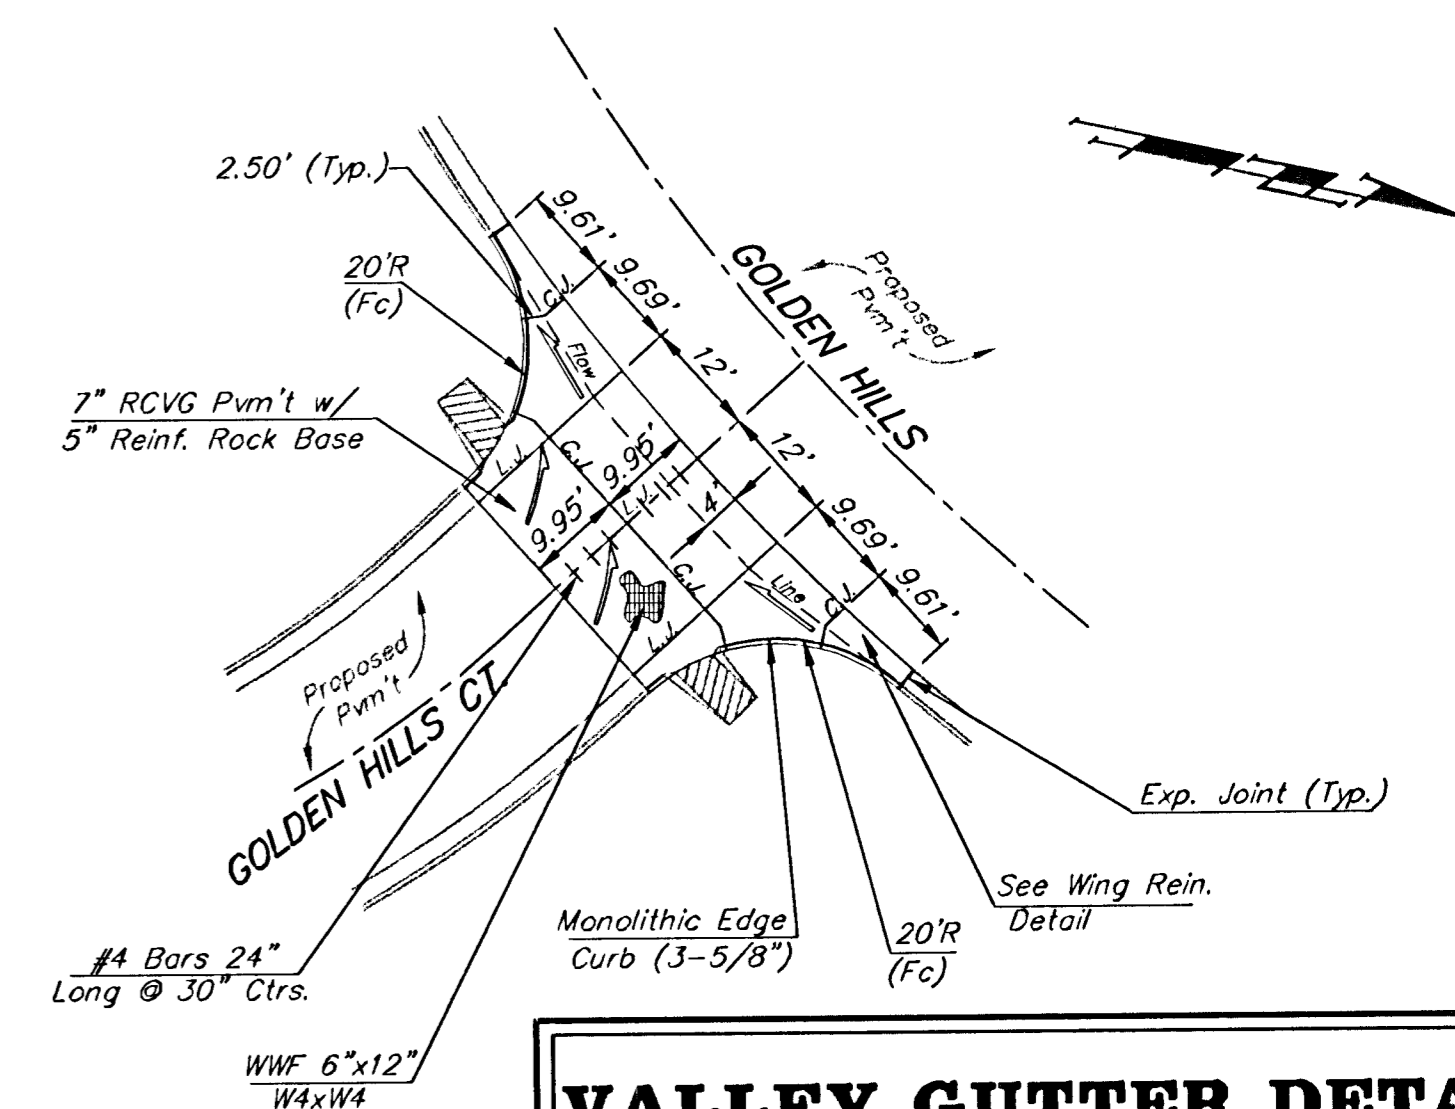 2.50' (Typ.)
20'R
(Fc)
7" RCVG Pvm't w/
5" Reinf. Rock Base
9.61'
9.69'
12'
12'
9.69'
9.61'
GOLDEN HILLS
Proposed
Pvm't
C.J.
Flow
L.J.
C.J.
9.95'
9.95'
L.J.
4'
C.J.
Line
C.J.
L.J.
Proposed
Pvm't
GOLDEN HILLS CT.
Exp. Joint (Typ.)
See Wing Rein.
Detail
Monolithic Edge
Curb (3-5/8")
20'R
(Fc)
#4 Bars 24"
Long @ 30" Ctrs.
WWF 6"x12"
W4xW4
VALLEY GUTTER DETA